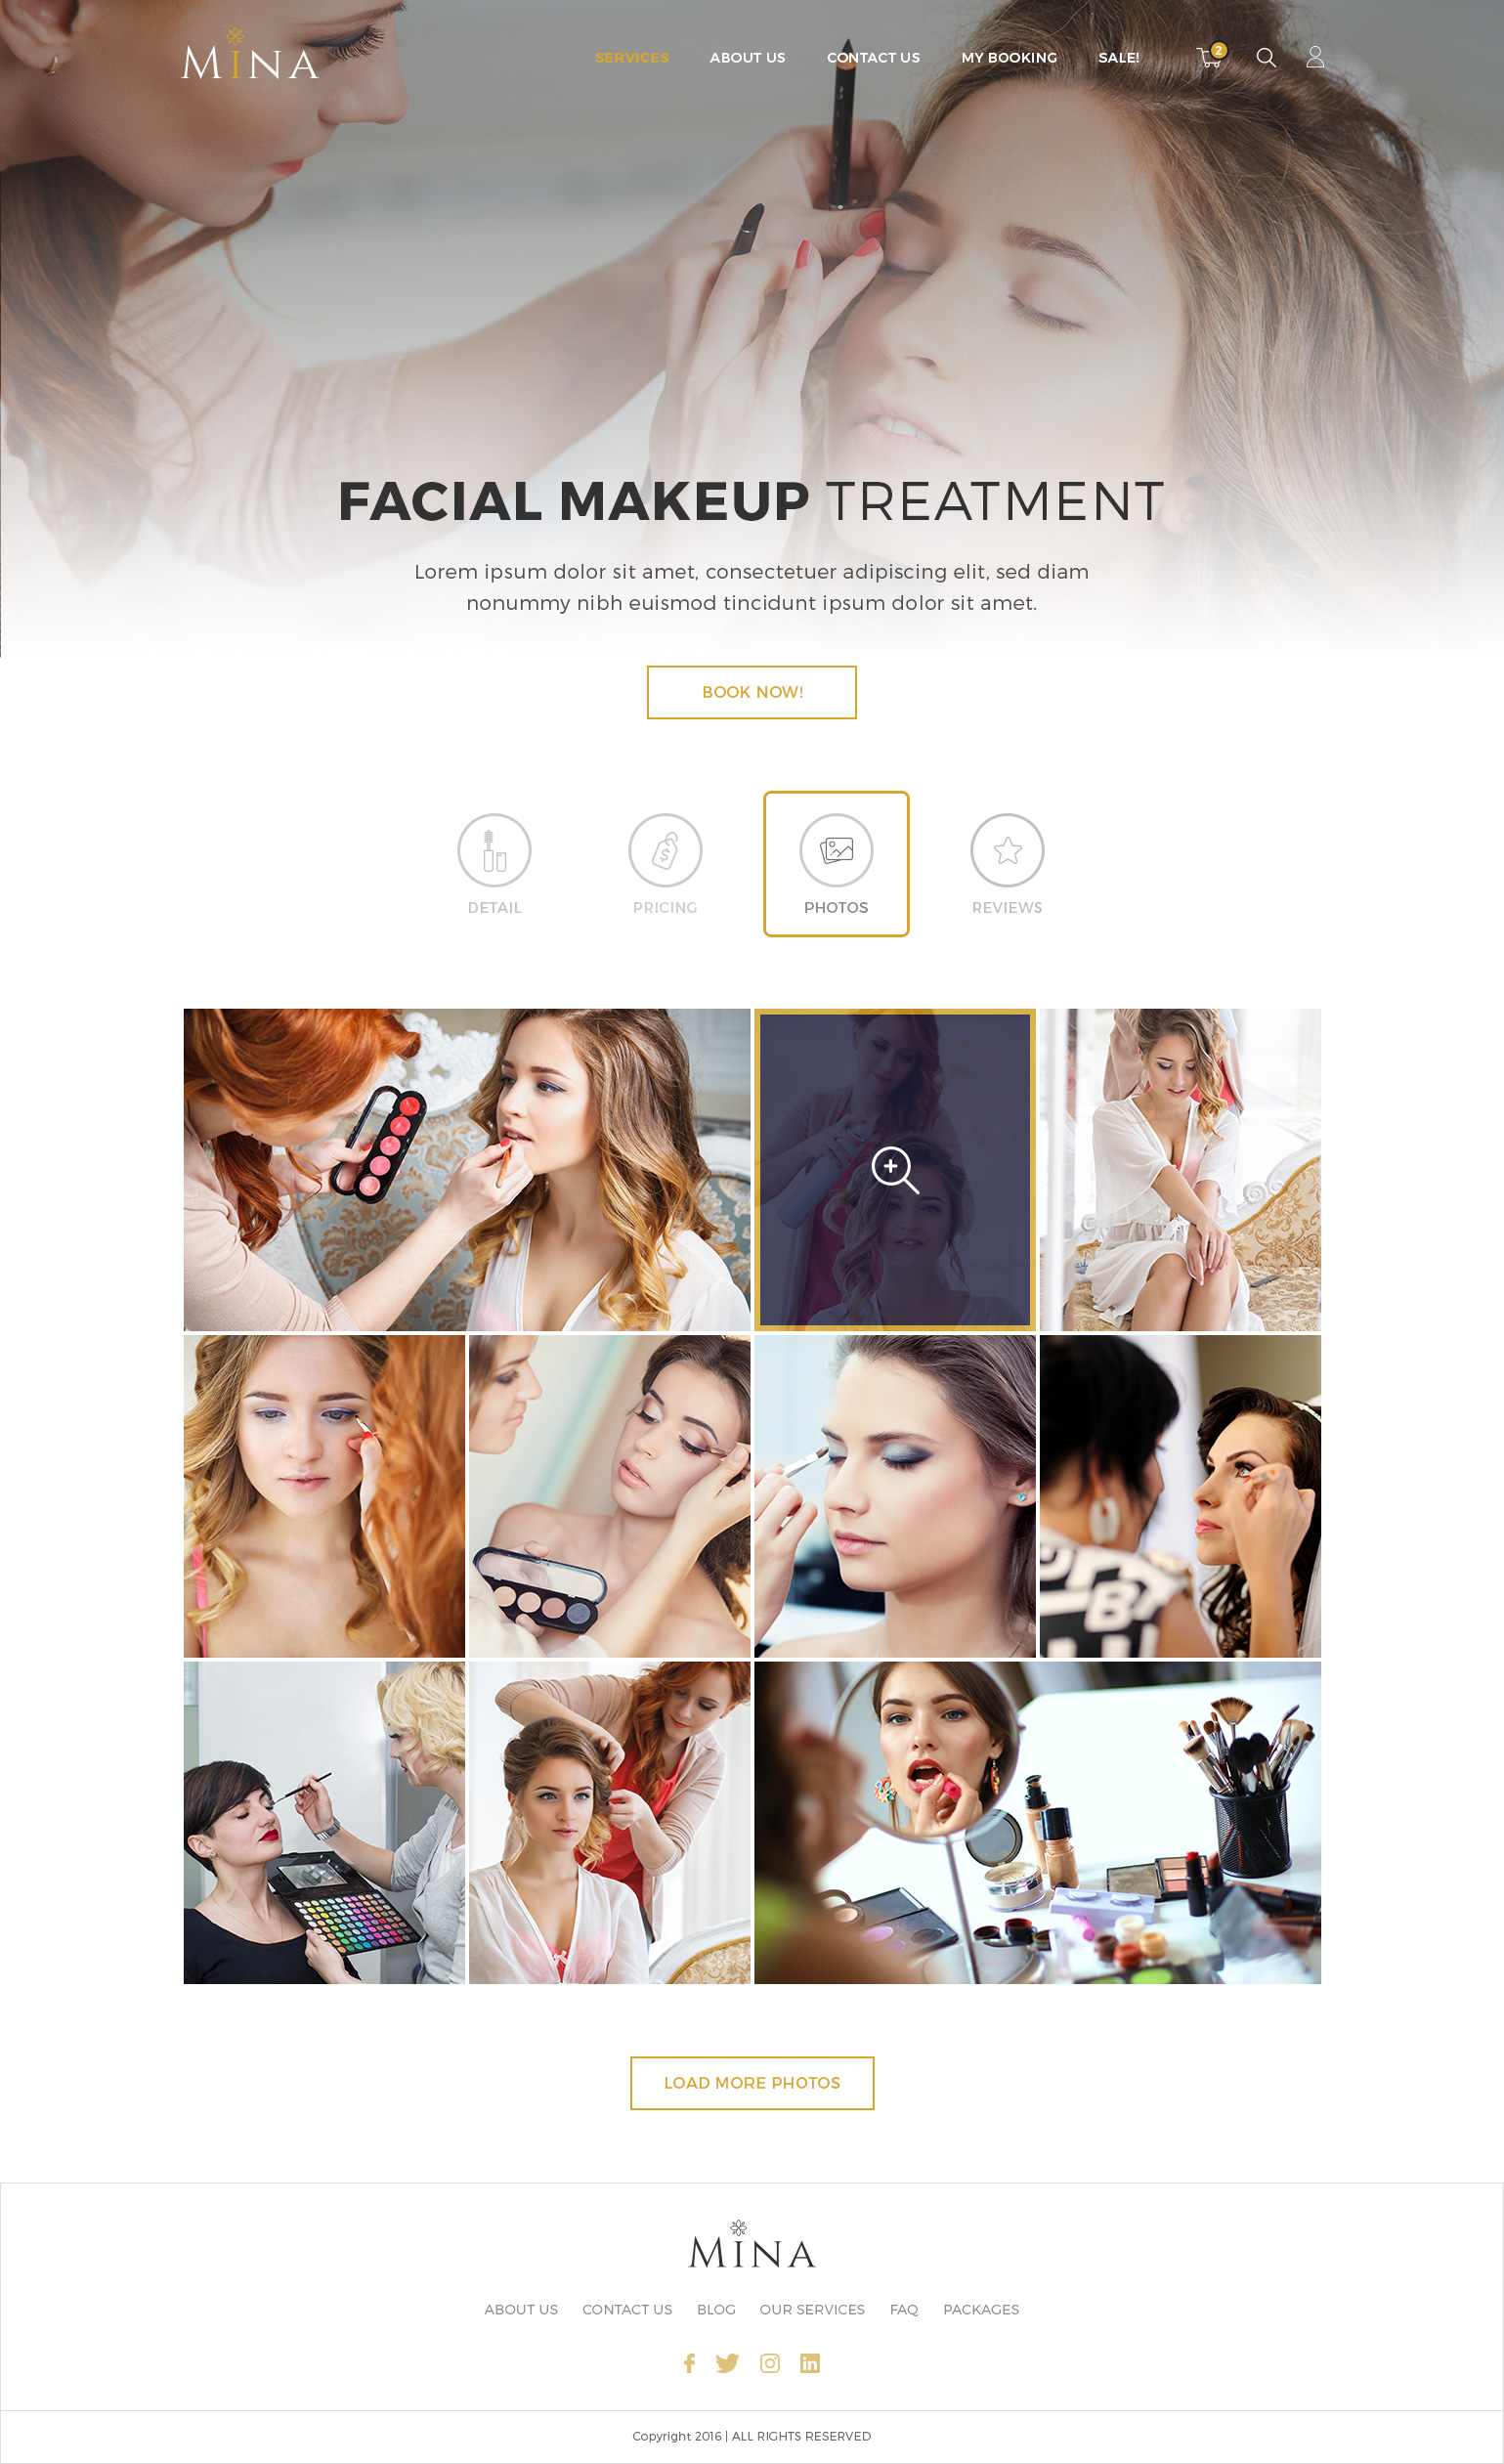 MINA
SERVICES ABOUT US CONTACT US MY BOOKING SALE! 2
FACIAL MAKEUP TREATMENT
Lorem ipsum dolor sit amet, consectetuer adipiscing elit, sed diam
nonummy nibh euismod tincidunt ipsum dolor sit amet.
BOOK NOW!
DETAIL PRICING PHOTOS REVIEWS
LOAD MORE PHOTOS
MINA
ABOUT US CONTACT US BLOG OUR SERVICES FAQ PACKAGES
Copyright 2016 | ALL RIGHTS RESERVED